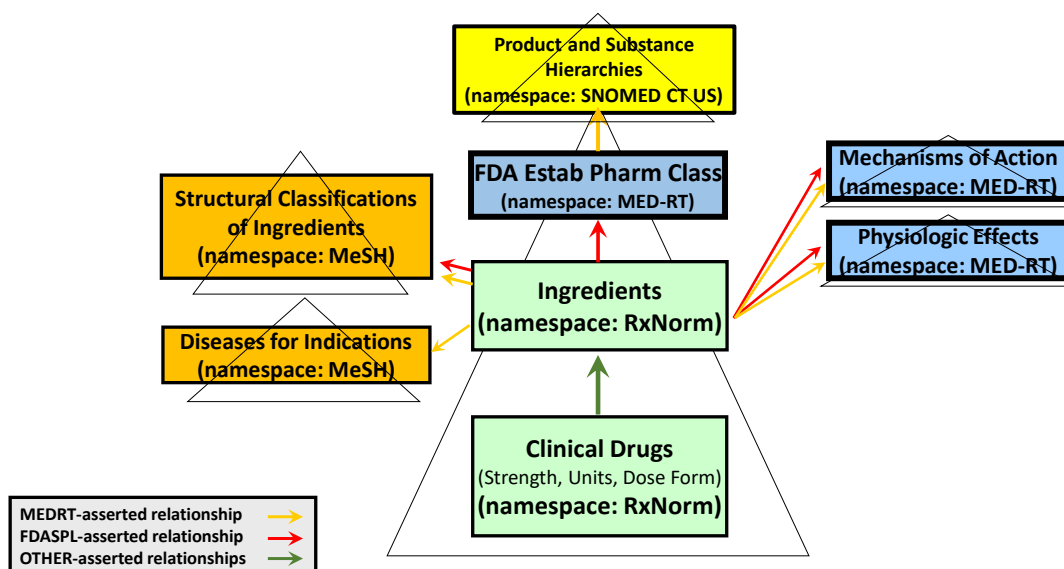 Product and Substance
Hierarchies
(namespace: SNOMED CT US)
FDA Estab Pharm Class
(namespace: MED-RT)
Mechanisms of Action
(namespace: MED-RT)
Structural Classifications
of Ingredients
(namespace: MeSH)
Physiologic Effects
(namespace: MED-RT)
Ingredients
(namespace: RxNorm)
Diseases for Indications
(namespace: MeSH)
Clinical Drugs
(Strength, Units, Dose Form)
(namespace: RxNorm)
MEDRT-asserted relationship
FDASPL-asserted relationship
OTHER-asserted relationships